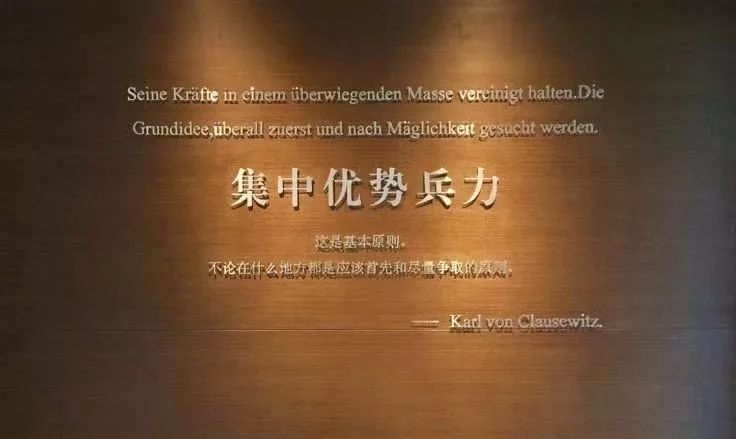 Seine Kräfte in einem überwiegenden Masse vereinigt halten.Die
Grundidee,überall zuerst und nach Mäglichkeit gesucht werden.
集中优势兵力
这是基本原则。
不论在什么地方都是应该首先和尽量争取的原则。
—— Karl von Clausewitz.